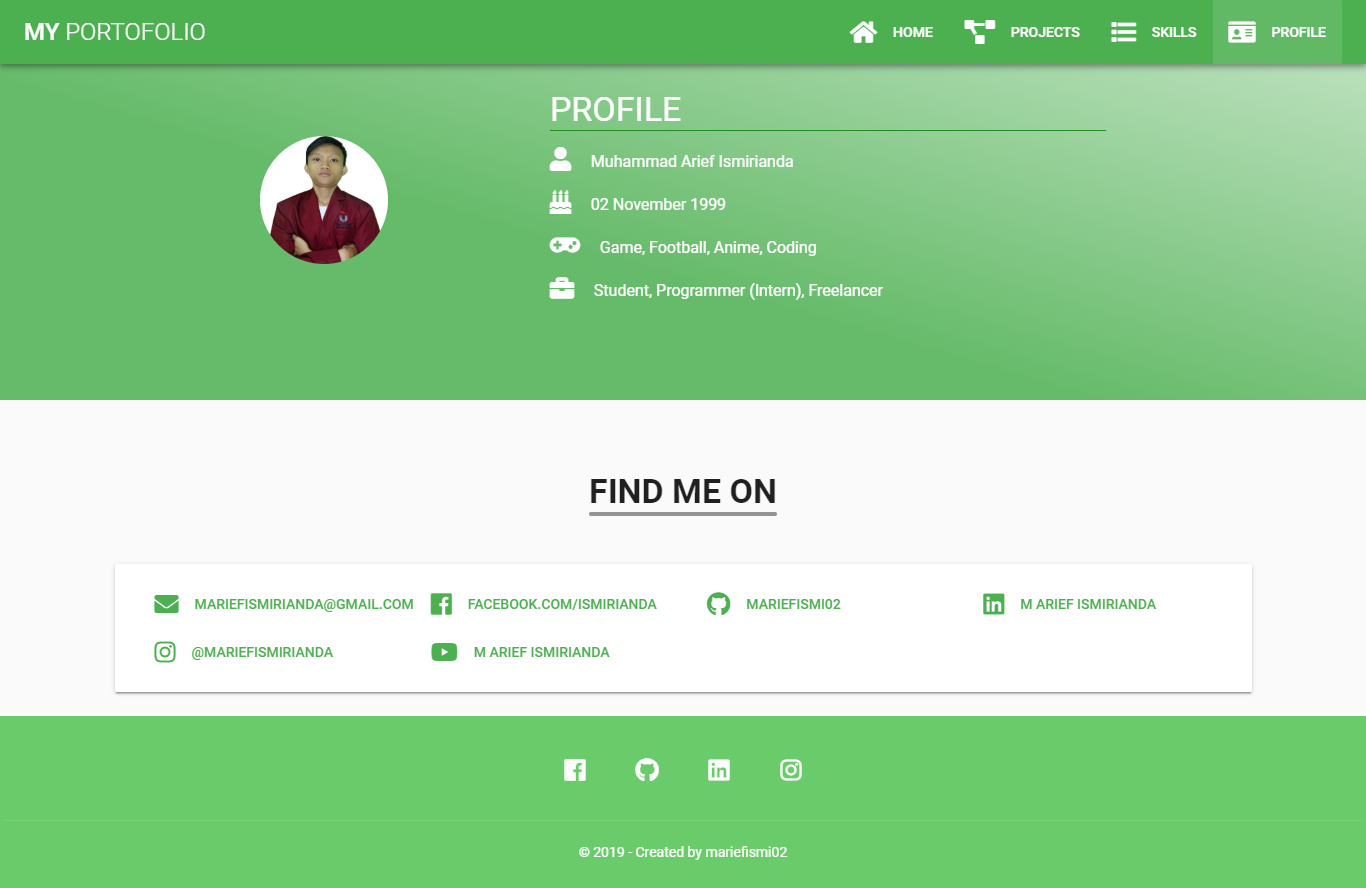 MY PORTOFOLIO
HOME
PROJECTS
SKILLS
PROFILE
PROFILE
Muhammad Arief Ismirianda
02 November 1999
Game, Football, Anime, Coding
Student, Programmer (Intern), Freelancer
FIND ME ON
MARIEFISMIRIANDA@GMAIL.COM
FACEBOOK.COM/ISMIRIANDA
MARIEFISMI02
M ARIEF ISMIRIANDA
@MARIEFISMIRIANDA
M ARIEF ISMIRIANDA
© 2019 - Created by mariefismi02